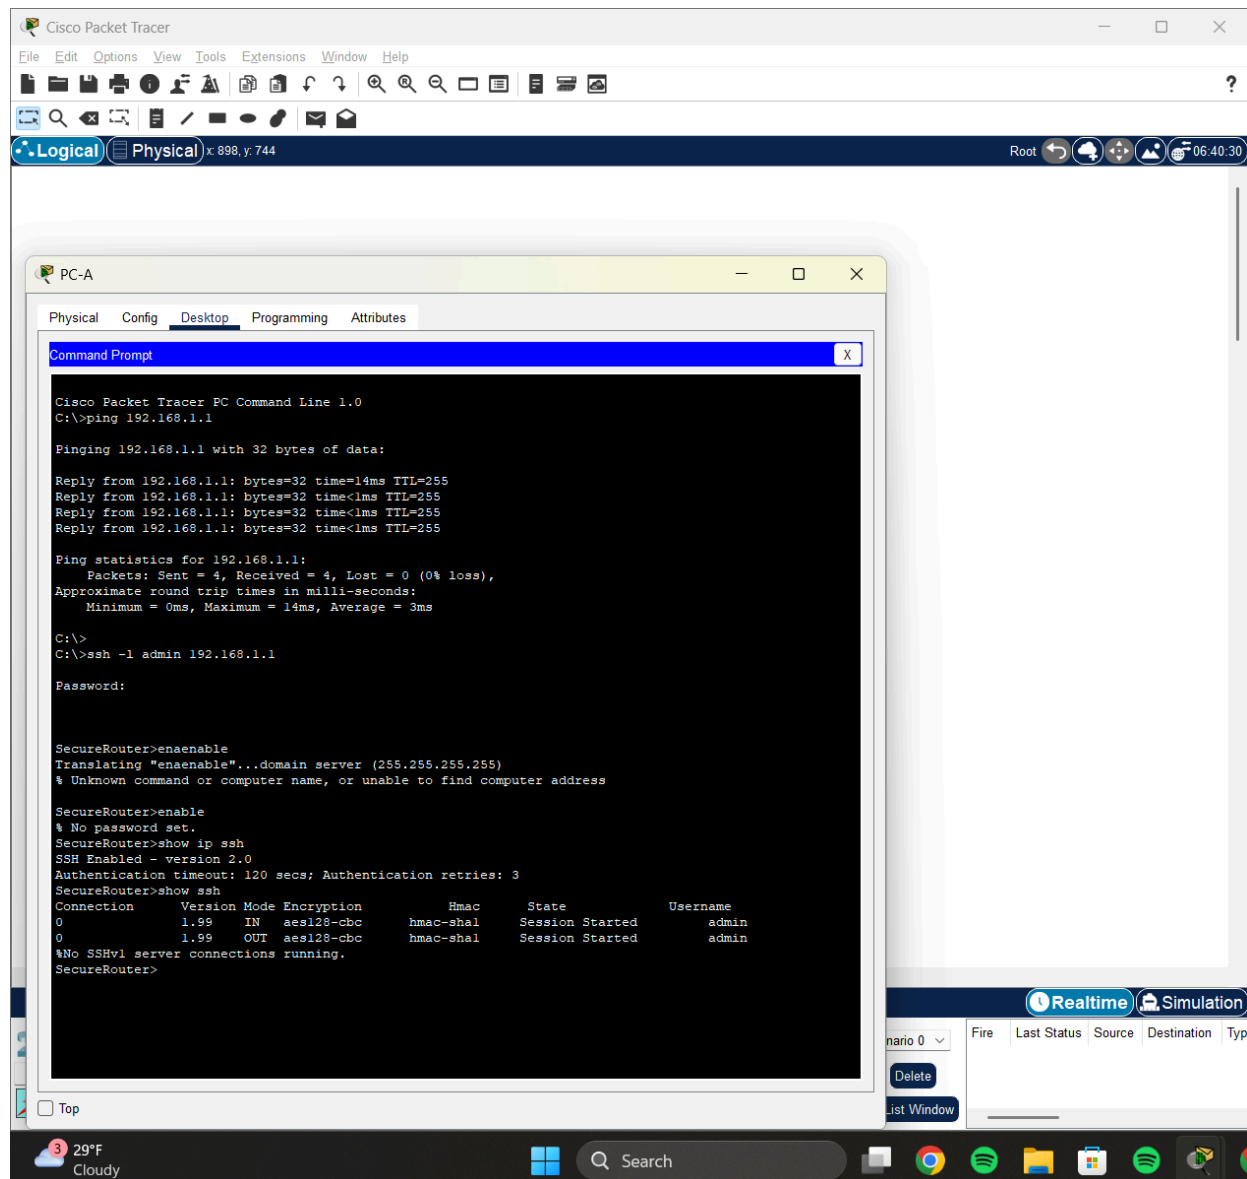 Cisco Packet Tracer
File Edit Options View Tools Extensions Window Help
?
Logical Physical x: 898, y: 744 Root 06:40:30
PC-A
Physical Config Desktop Programming Attributes
Command Prompt X
Cisco Packet Tracer PC Command Line 1.0
C:\>ping 192.168.1.1
Pinging 192.168.1.1 with 32 bytes of data:
Reply from 192.168.1.1: bytes=32 time=14ms TTL=255
Reply from 192.168.1.1: bytes=32 time<1ms TTL=255
Reply from 192.168.1.1: bytes=32 time<1ms TTL=255
Reply from 192.168.1.1: bytes=32 time<1ms TTL=255
Ping statistics for 192.168.1.1:
Packets: Sent = 4, Received = 4, Lost = 0 (0% loss),
Approximate round trip times in milli-seconds:
Minimum = 0ms, Maximum = 14ms, Average = 3ms
C:\>
C:\>ssh -l admin 192.168.1.1
Password:
SecureRouter>enaenable
Translating "enaenable"...domain server (255.255.255.255)
% Unknown command or computer name, or unable to find computer address
SecureRouter>enable
% No password set.
SecureRouter>show ip ssh
SSH Enabled - version 2.0
Authentication timeout: 120 secs; Authentication retries: 3
SecureRouter>show ssh
Connection Version Mode Encryption Hmac State Username
0 1.99 IN aes128-cbc hmac-sha1 Session Started admin
0 1.99 OUT aes128-cbc hmac-sha1 Session Started admin
%No SSHv1 server connections running.
SecureRouter>
Realtime Simulation
nario 0 Fire Last Status Source Destination Typ
Delete
List Window
Top
3 29°F
Cloudy
Search